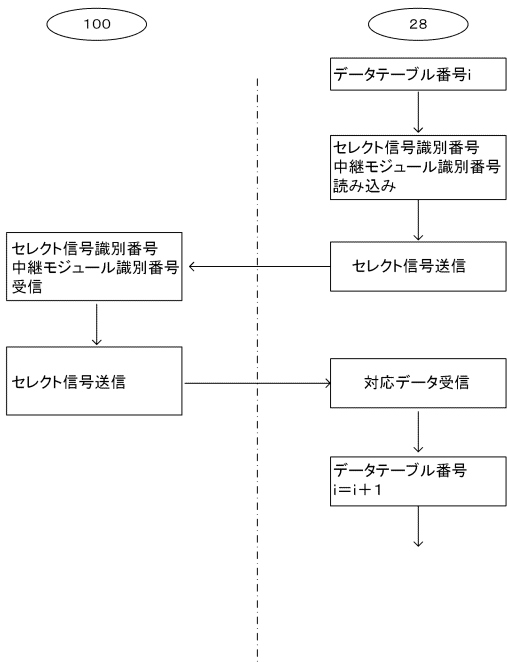 100
28
データテーブル番号i
セレクト信号識別番号
中継モジュール識別番号
読み込み
セレクト信号送信
セレクト信号識別番号
中継モジュール識別番号
受信
セレクト信号送信
対応データ受信
データテーブル番号
i=i+1